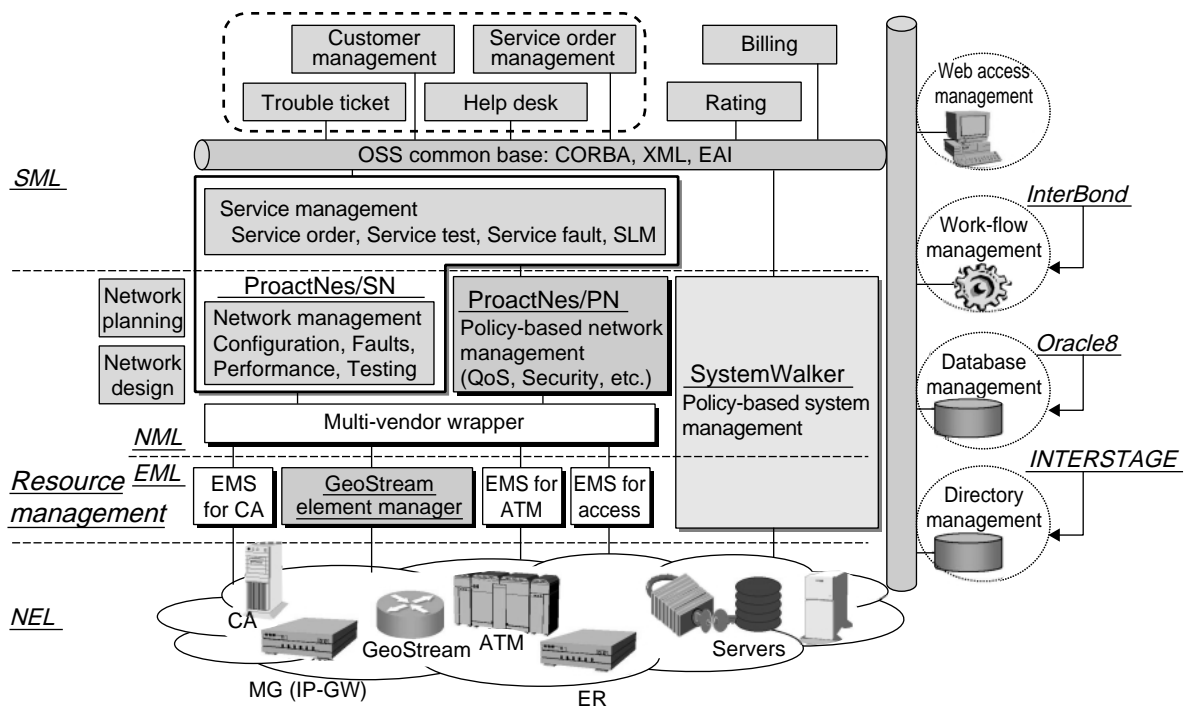 Customer
management
Service order
management
Billing
Trouble ticket
Help desk
Rating
OSS common base: CORBA, XML, EAI
Web access
management
SML
Service management
Service order, Service test, Service fault, SLM
InterBond
Work-flow
management
Network
planning
Network
design
ProactNes/SN
Network management
Configuration, Faults,
Performance, Testing
ProactNes/PN
Policy-based network
management
(QoS, Security, etc.)
SystemWalker
Policy-based system
management
Oracle8
Database
management
Multi-vendor wrapper
NML
EML
Resource
management
EMS
for CA
GeoStream
element manager
EMS for
ATM
EMS for
access
INTERSTAGE
Directory
management
NEL
CA
MG (IP-GW)
GeoStream
ATM
ER
Servers